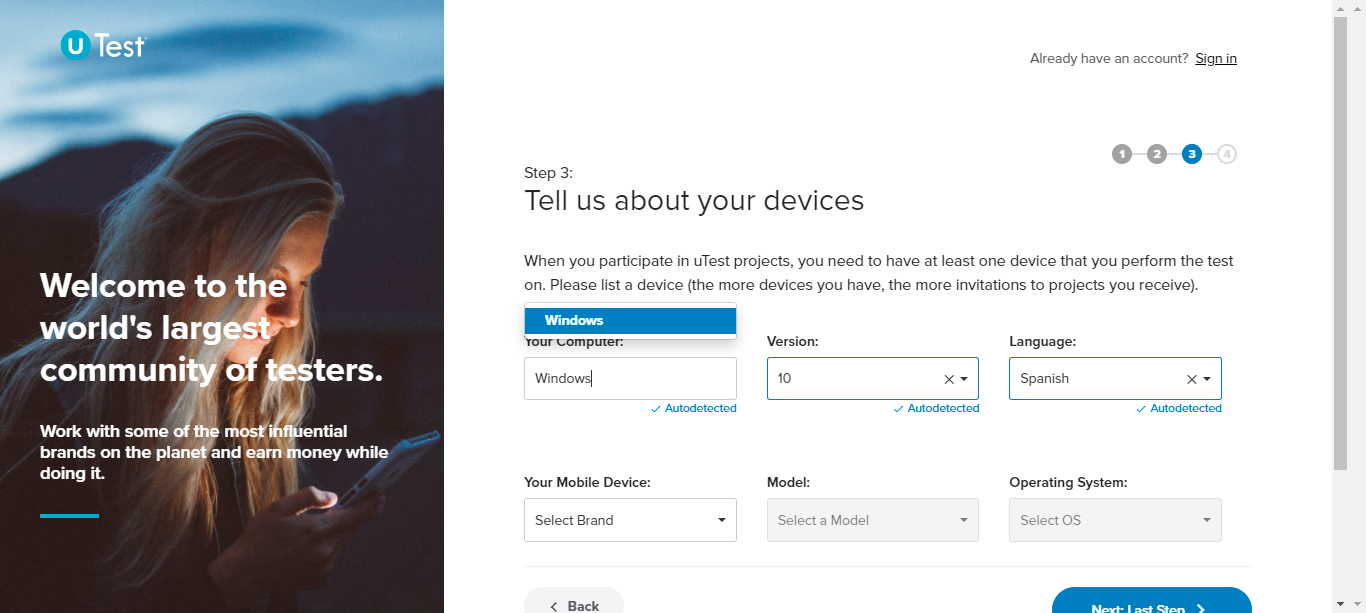 uTest
Already have an account? Sign in
1 2 3 4
Step 3:
Tell us about your devices
When you participate in uTest projects, you need to have at least one device that you perform the test
on. Please list a device (the more devices you have, the more invitations to projects you receive).
Windows
Your Computer:
Version:
Language:
Windows
10
Spanish
Autodetected
Autodetected
Autodetected
Your Mobile Device:
Model:
Operating System:
Select Brand
Select a Model
Select OS
Back
Next: Last Step
Welcome to the
world's largest
community of testers.
Work with some of the most influential
brands on the planet and earn money while
doing it.